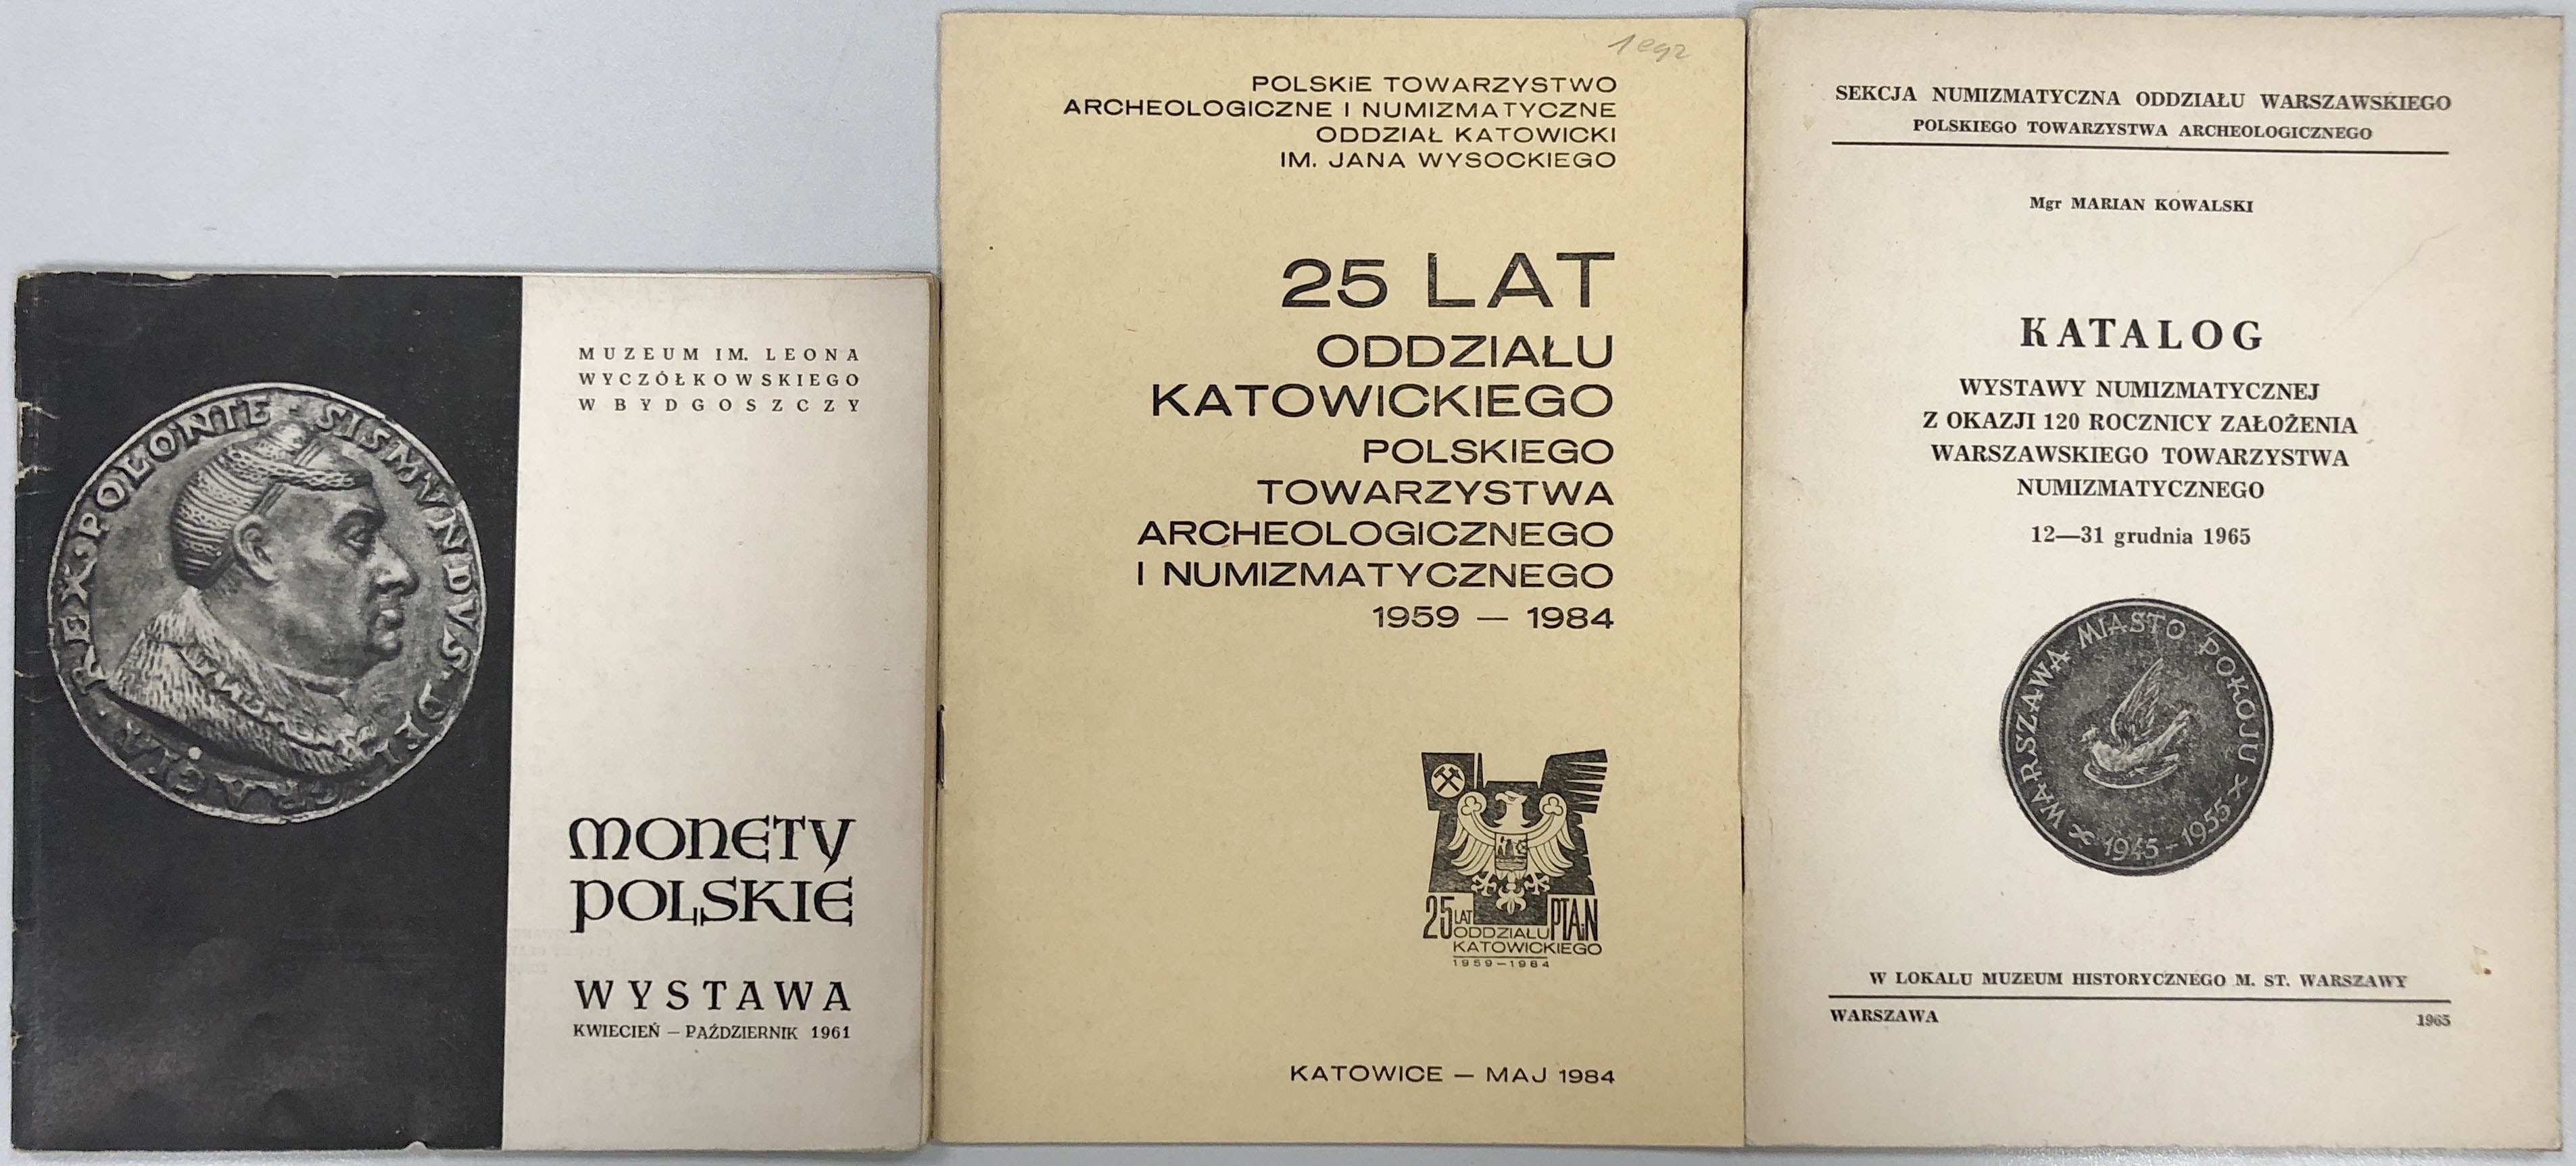 REX · POLONIE · SISMVNDVS · DEI · GRACIA
MUZEUM IM. LEONA
WYCZÓŁKOWSKIEGO
W BYDGOSZCZY
MONETY
POLSKIE
WYSTAWA
KWIECIEŃ — PAŹDZIERNIK 1961
1 egz
POLSKIE TOWARZYSTWO
ARCHEOLOGICZNE I NUMIZMATYCZNE
ODDZIAŁ KATOWICKI
IM. JANA WYSOCKIEGO
25 LAT
ODDZIAŁU
KATOWICKIEGO
POLSKIEGO
TOWARZYSTWA
ARCHEOLOGICZNEGO
I NUMIZMATYCZNEGO
1959 — 1984
25 LAT PTAiN
ODDZIAŁU
KATOWICKIEGO
1959—1984
KATOWICE — MAJ 1984
SEKCJA NUMIZMATYCZNA ODDZIAŁU WARSZAWSKIEGO
POLSKIEGO TOWARZYSTWA ARCHEOLOGICZNEGO
Mgr MARIAN KOWALSKI
KATALOG
WYSTAWY NUMIZMATYCZNEJ
Z OKAZJI 120 ROCZNICY ZAŁOŻENIA
WARSZAWSKIEGO TOWARZYSTWA
NUMIZMATYCZNEGO
12—31 grudnia 1965
WARSZAWA MIASTO POKOJU
1945 - 1955
W LOKALU MUZEUM HISTORYCZNEGO M. ST. WARSZAWY
WARSZAWA 1965